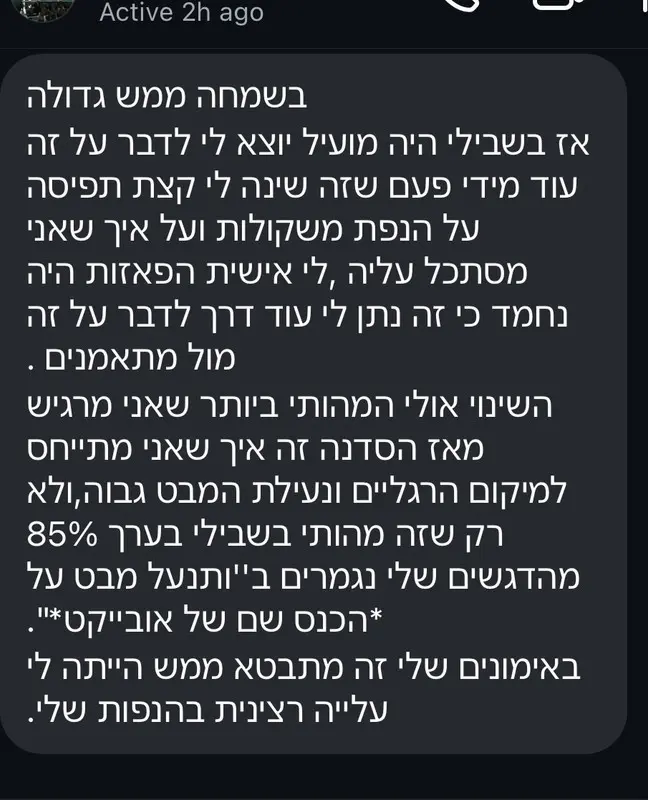 Active 2h ago
בשמחה ממש גדולה
אז בשבילי היה מועיל יוצא לי לדבר על זה
עוד מידי פעם שזה שינה לי קצת תפיסה
על הנפת משקולות ועל איך שאני
מסתכל עליה ,לי אישית הפאזות היה
נחמד כי זה נתן לי עוד דרך לדבר על זה
מול מתאמנים .
השינוי אולי המהותי ביותר שאני מרגיש
מאז הסדנה זה איך שאני מתייחס
למיקום הרגליים ונעילת המבט גבוה,ולא
רק שזה מהותי בשבילי בערך 85%
מהדגשים שלי נגמרים ב''ותנעל מבט על
*הכנס שם של אובייקט*".
באימונים שלי זה מתבטא ממש הייתה לי
עלייה רצינית בהנפות שלי.